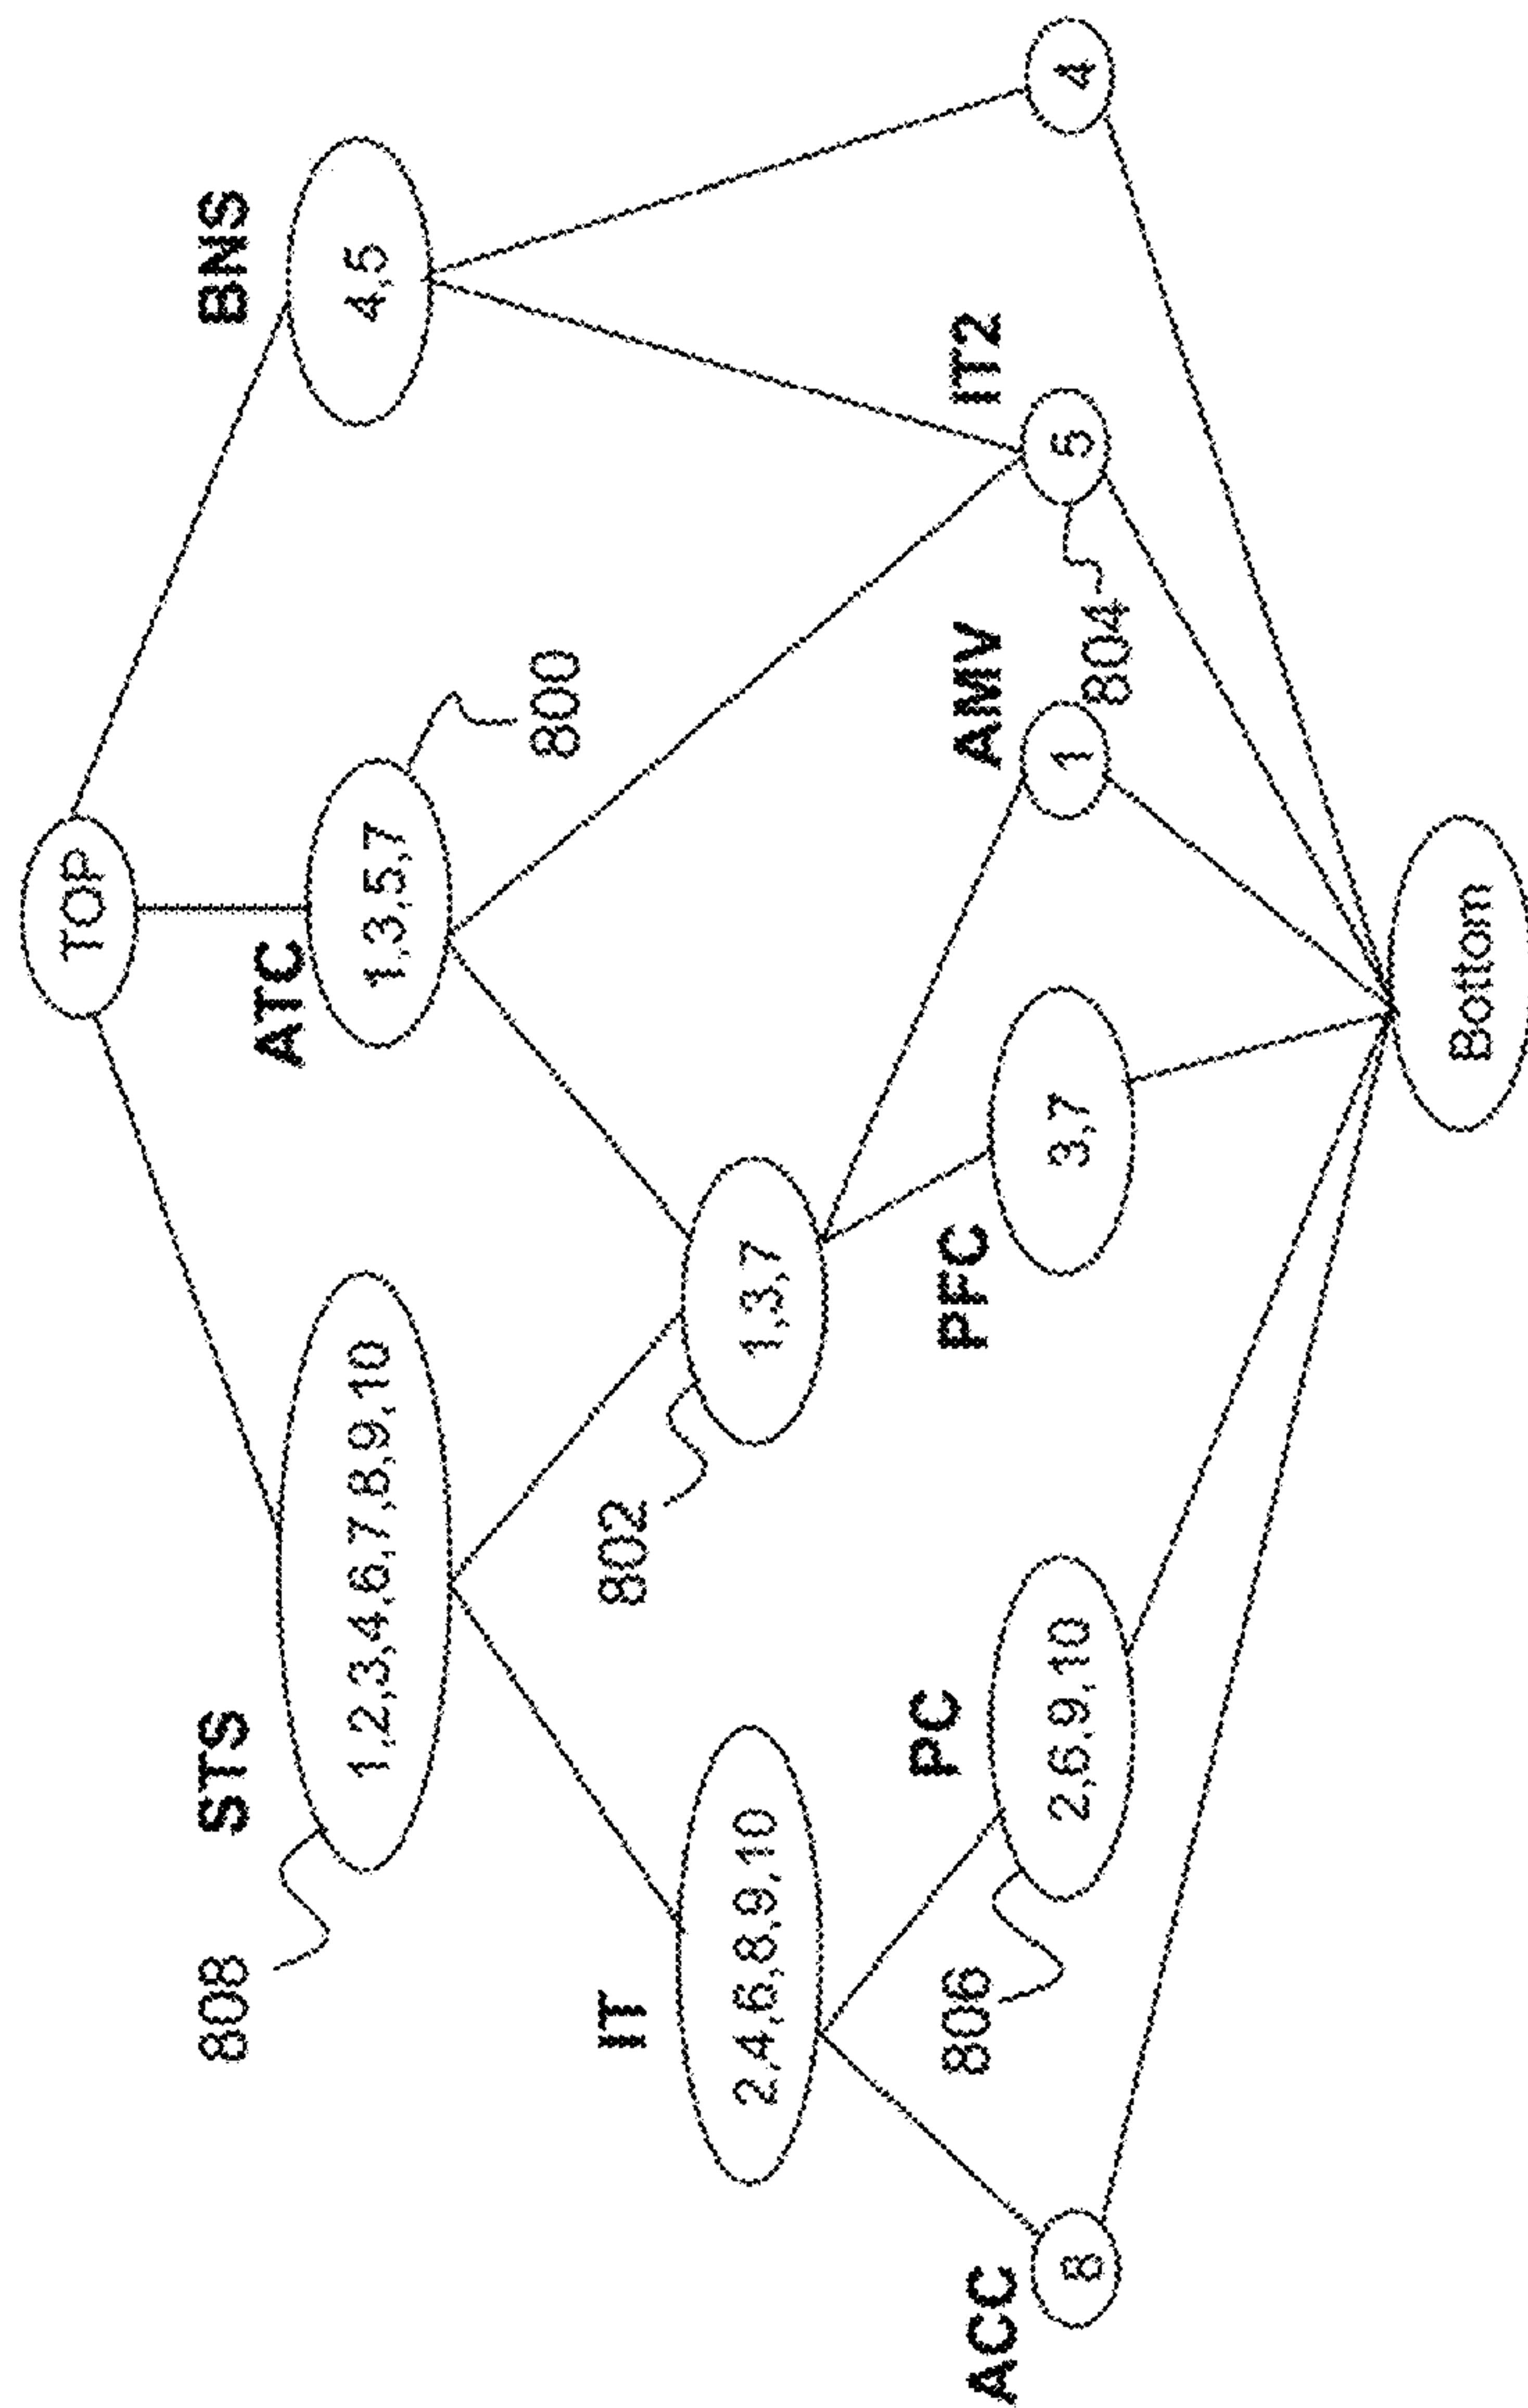 TOP
STS
808
1,2,3,4,6,7,8,9,10
ATC
1,3,5,7
800
BNS
4,5
IT
2,4,6,8,9,10
802
1,3,7
ACC
8
806
PC
2,6,9,10
PFC
3,7
AMV
1
804
IT2
5
4
Bottom